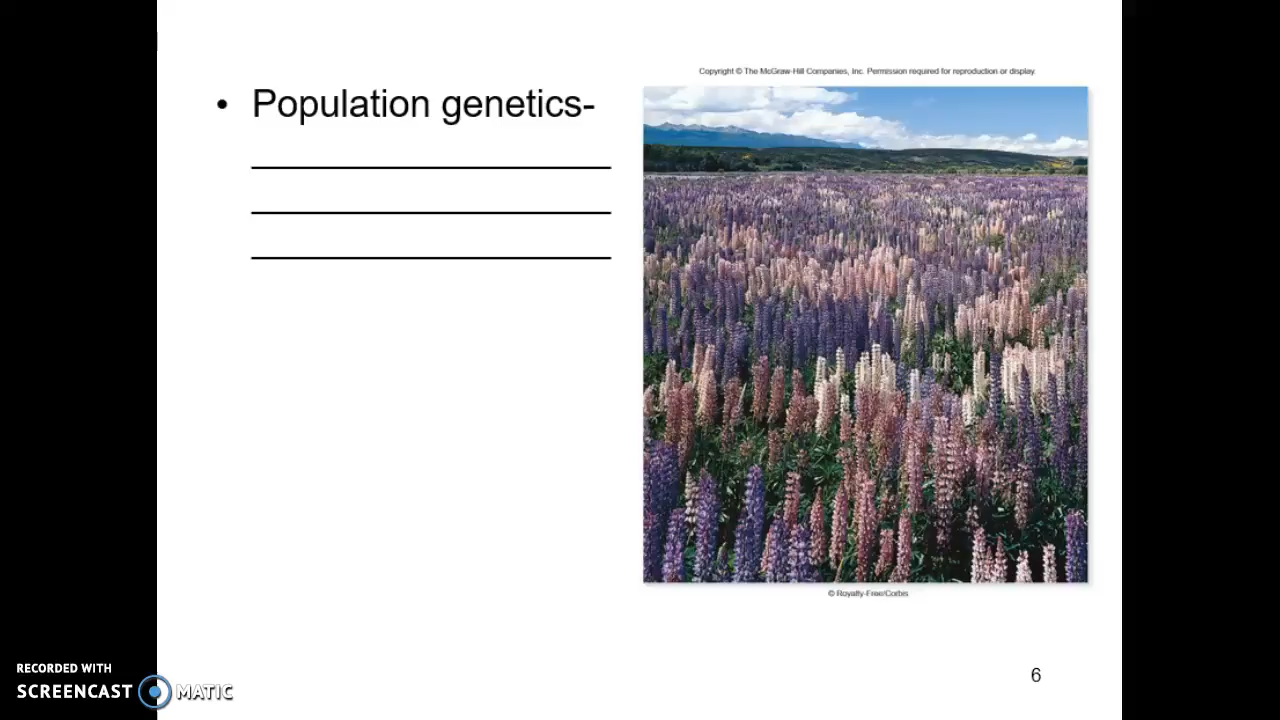 Copyright © The McGraw-Hill Companies, Inc. Permission required for reproduction or display.
• Population genetics-
© Royalty-Free/Corbis
6
RECORDED WITH
SCREENCAST MATIC